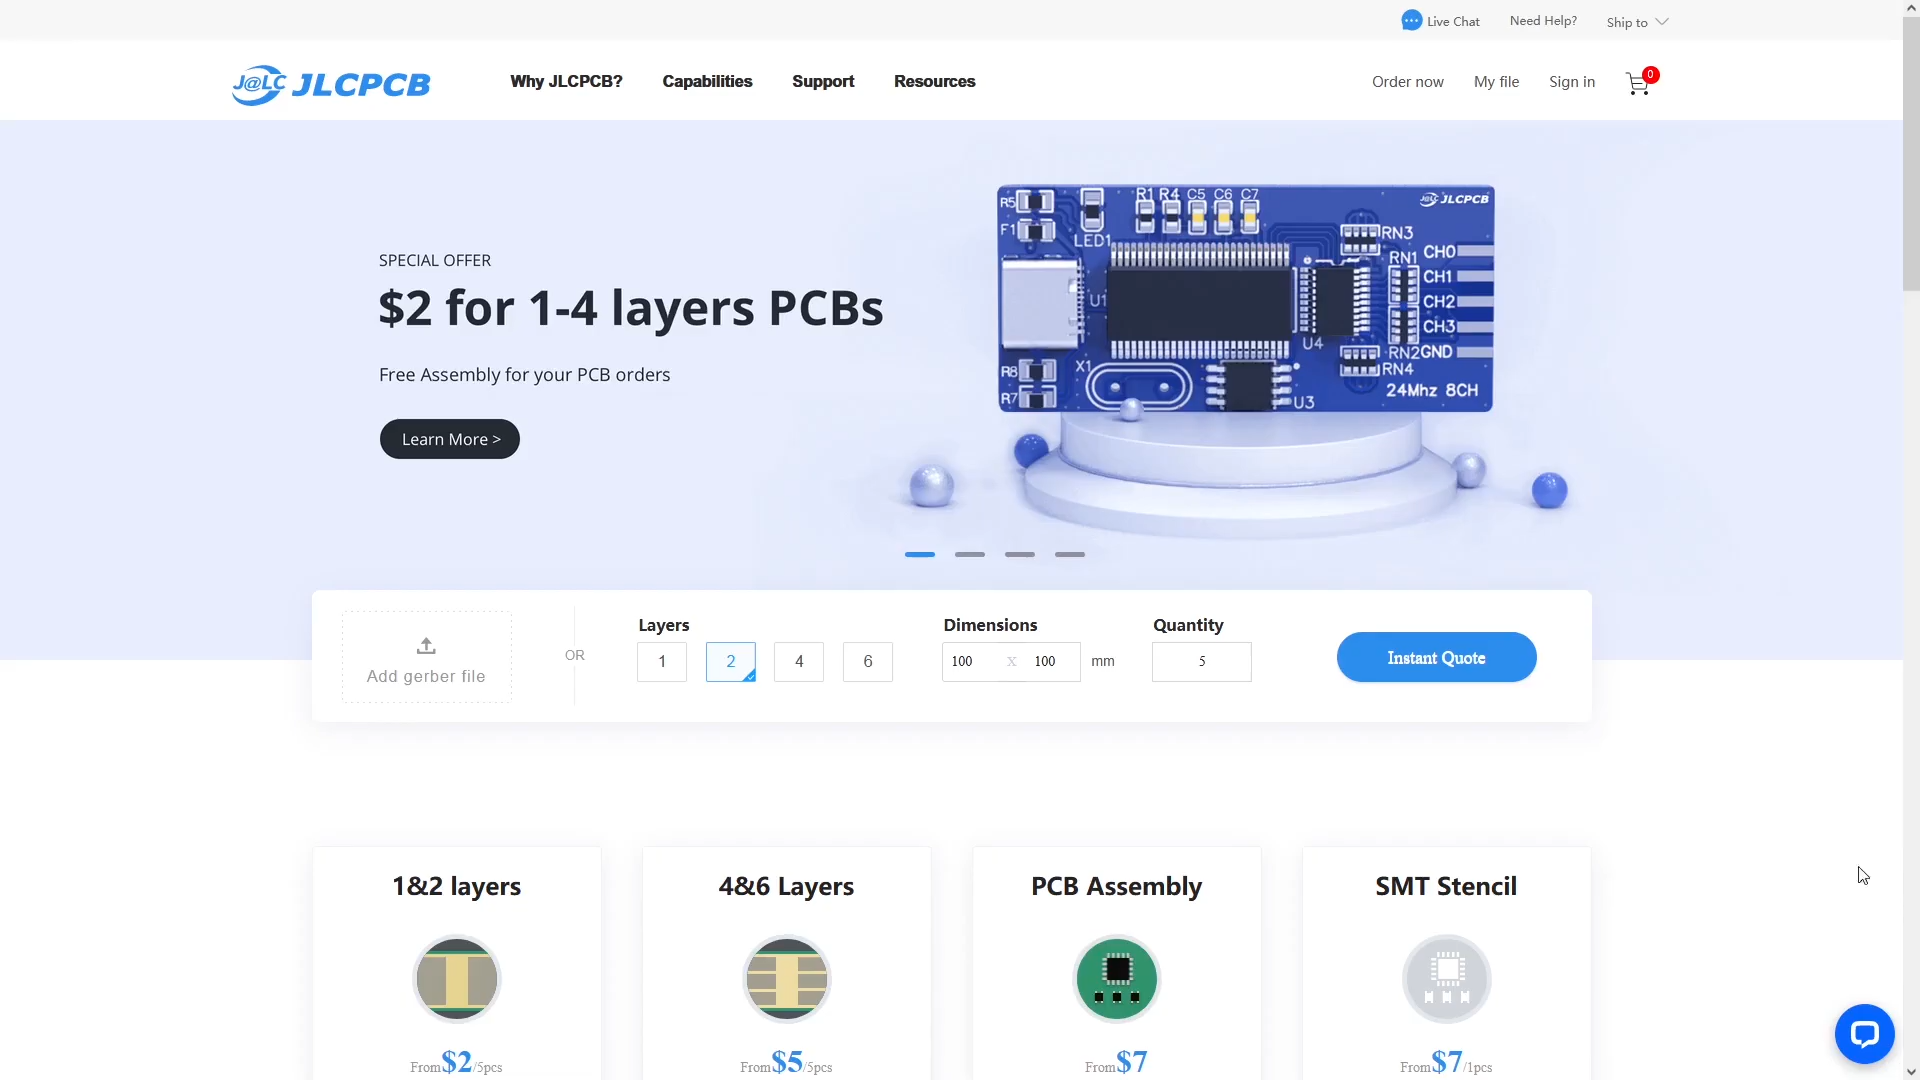 Live Chat
Need Help?
Ship to
J@LC JLCPCB
Why JLCPCB?
Capabilities
Support
Resources
Order now
My file
Sign in
0
SPECIAL OFFER
$2 for 1-4 layers PCBs
Free Assembly for your PCB orders
Learn More >
J@LC JLCPCB
R5
F1
LED1
R1 R4 C5 C6 C7
RN3
RN1
CH0
CH1
CH2
CH3
RN2
GND
RN4
U1
U4
X1
R8
R7
U3
24Mhz 8CH
Add gerber file
OR
Layers
1
2
4
6
Dimensions
100 X 100 mm
Quantity
5
Instant Quote
1&2 layers
From$2/5pcs
4&6 Layers
From$5/5pcs
PCB Assembly
From$7
SMT Stencil
From$7/1pcs